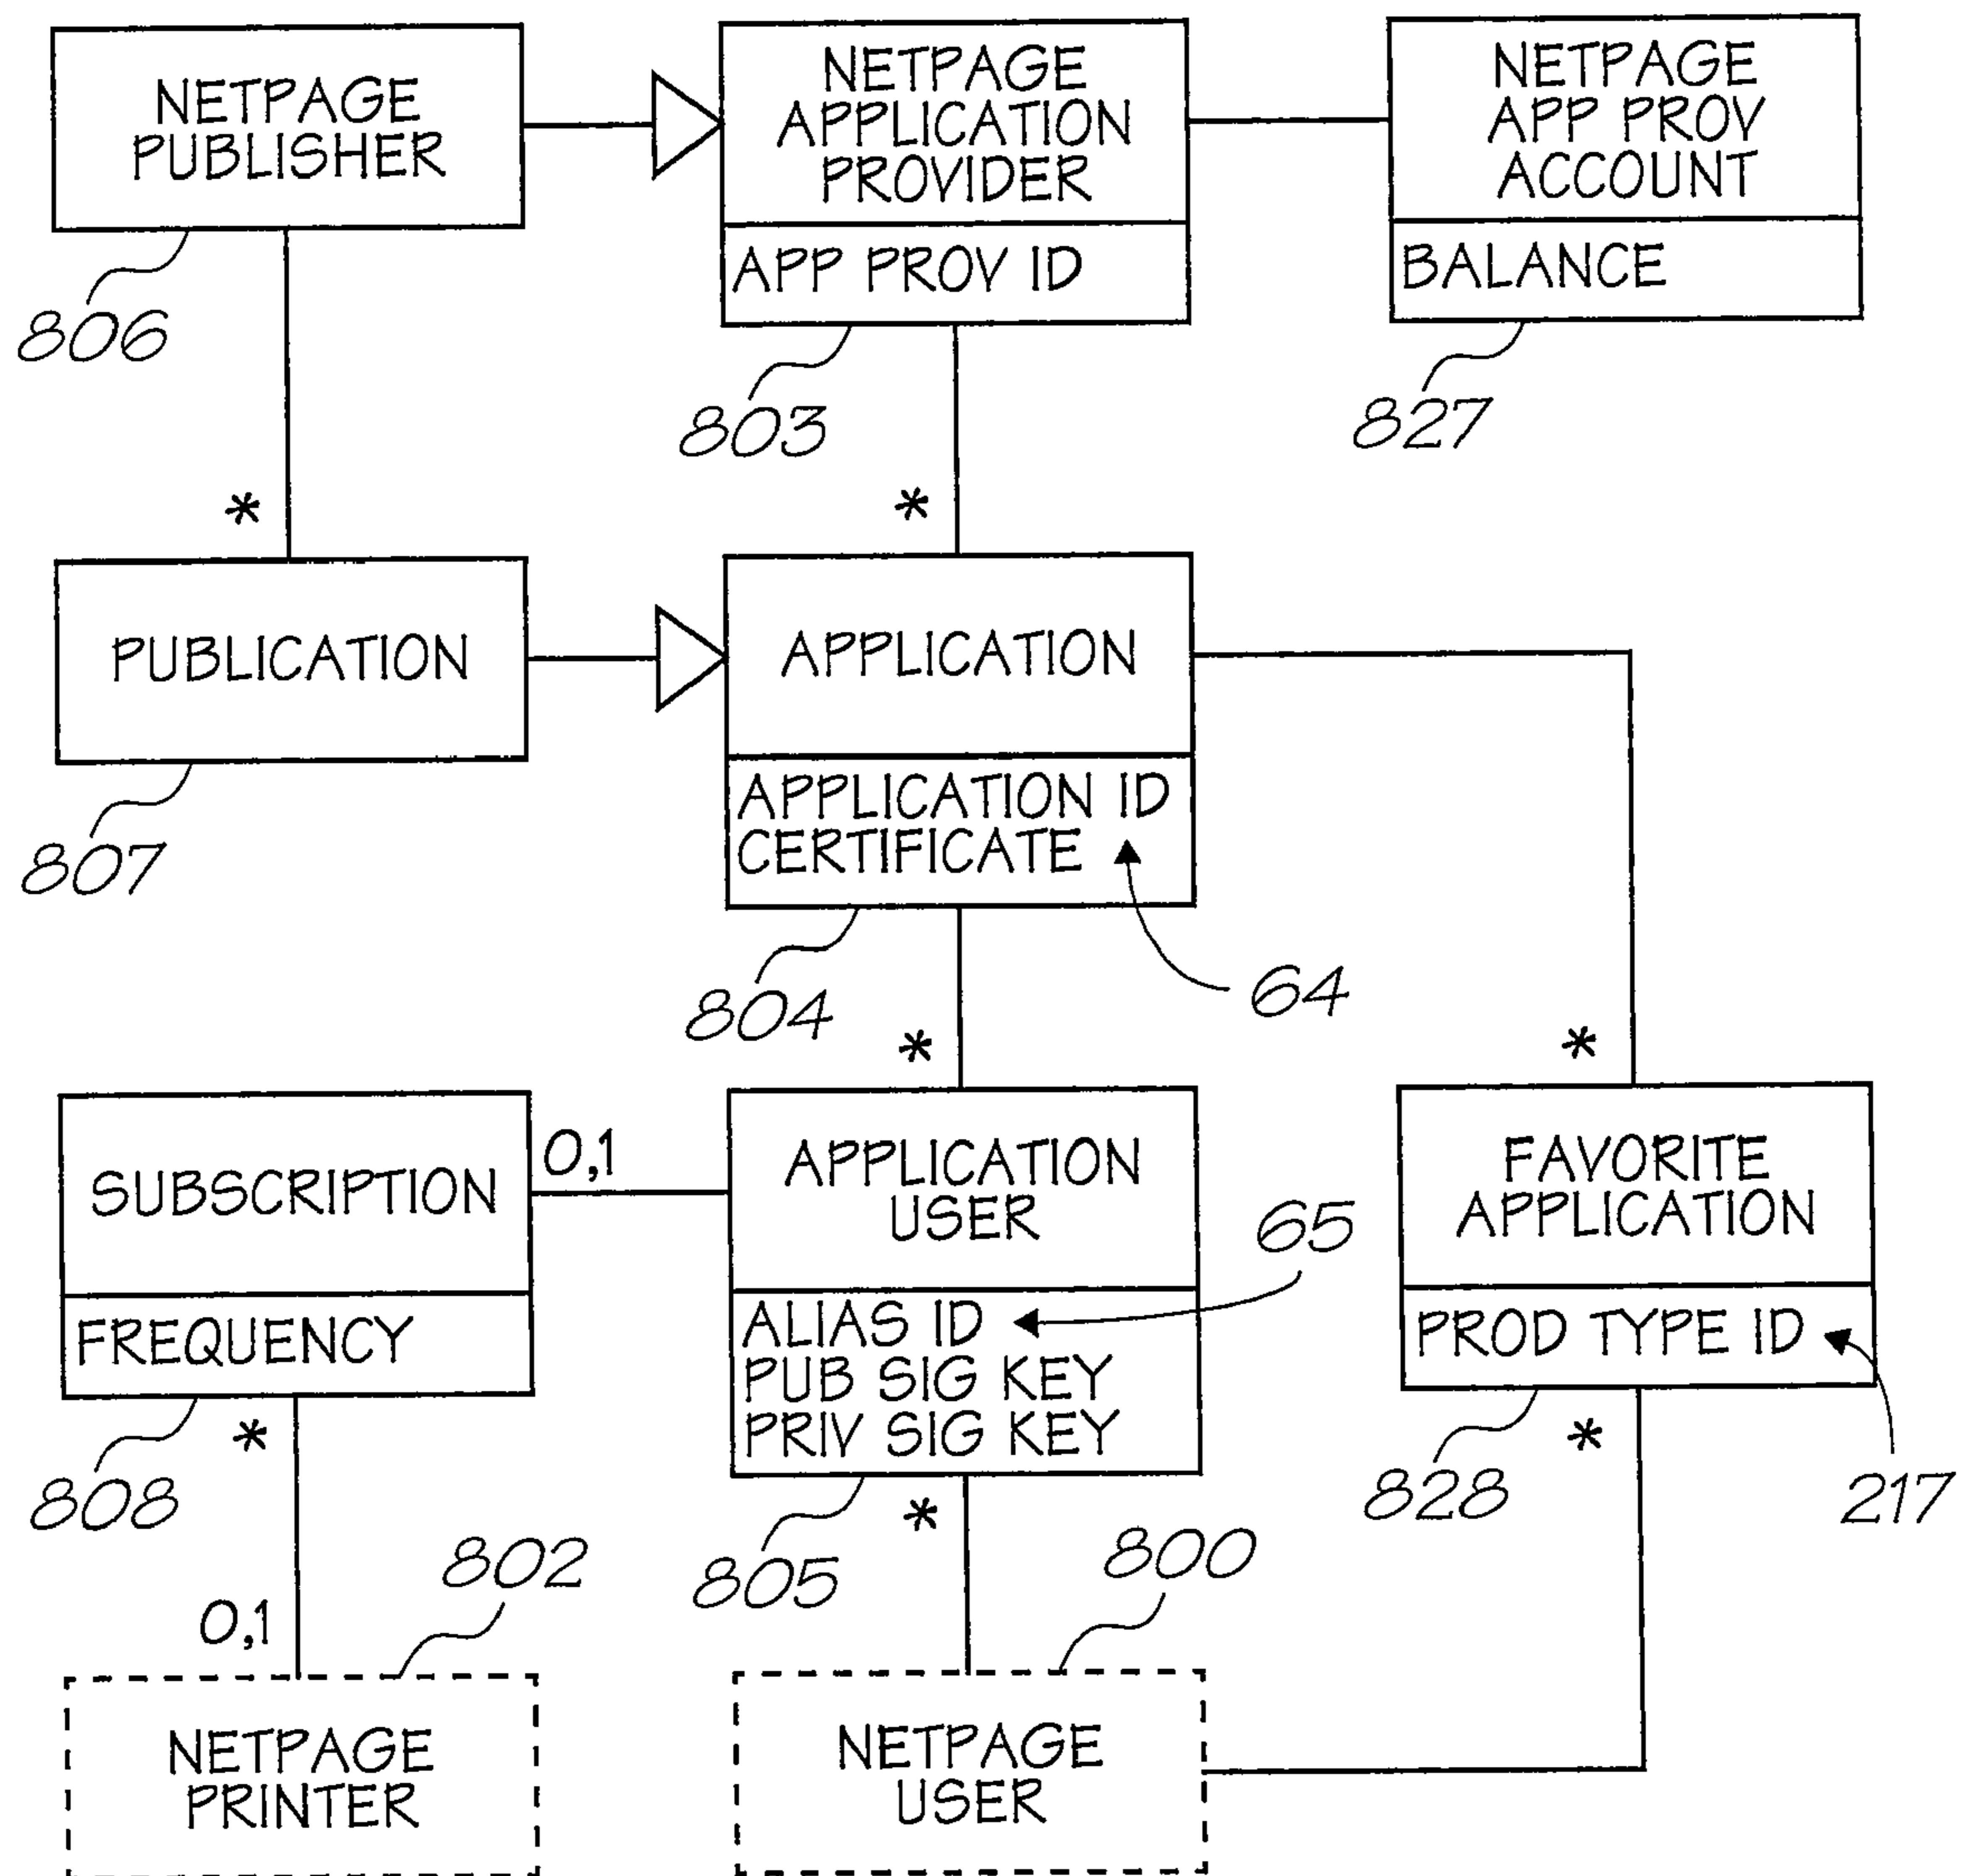 NETPAGE
PUBLISHER
806
NETPAGE
APPLICATION
PROVIDER
APP PROV ID
803
NETPAGE
APP PROV
ACCOUNT
BALANCE
827
*
*
PUBLICATION
807
APPLICATION
APPLICATION ID
CERTIFICATE
804
64
*
*
SUBSCRIPTION
FREQUENCY
808
0,1
APPLICATION
USER
ALIAS ID
PUB SIG KEY
PRIV SIG KEY
805
65
FAVORITE
APPLICATION
PROD TYPE ID
828
217
*
*
*
0,1
802
800
NETPAGE
PRINTER
NETPAGE
USER